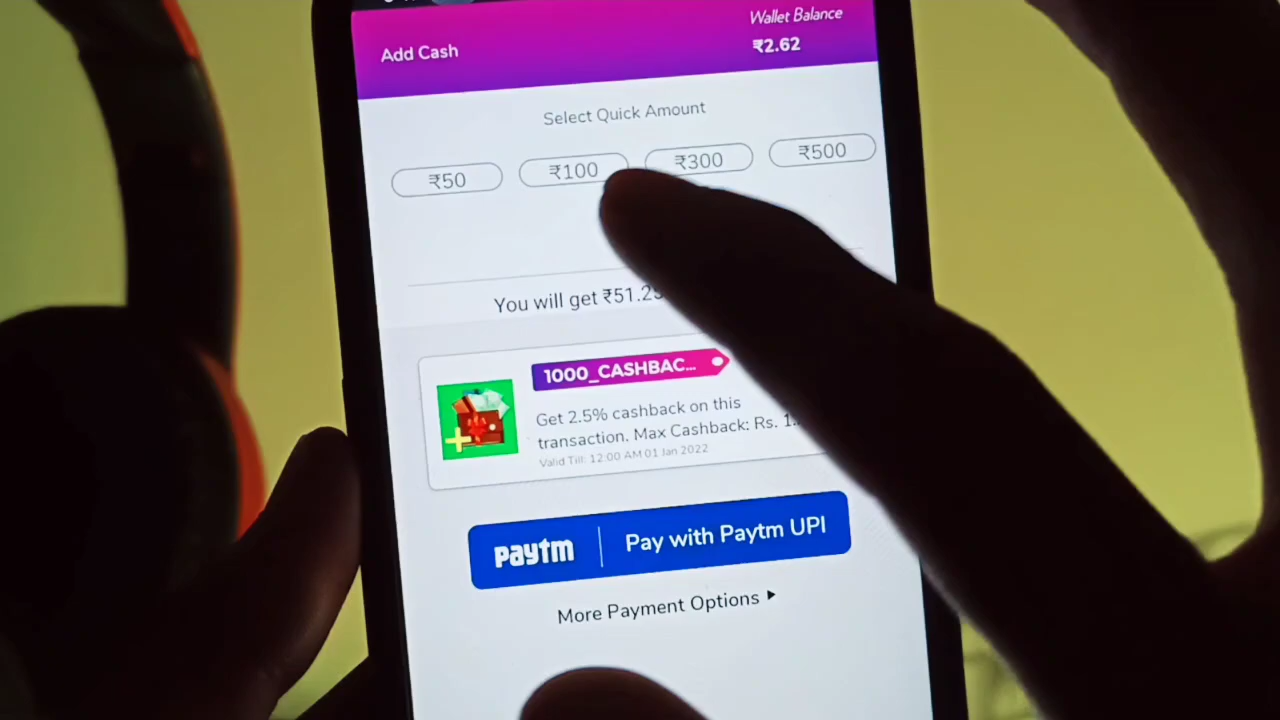 Wallet Balance
Add Cash
₹2.62
Select Quick Amount
₹50
₹100
₹300
₹500
You will get
1000_CASHBAC...
Get 2.5% cashback on this
transaction. Max Cashback: Rs.
Valid Till: 12:00 AM 01 Jan 2022
paytm
Pay with Paytm UPI
More Payment Options